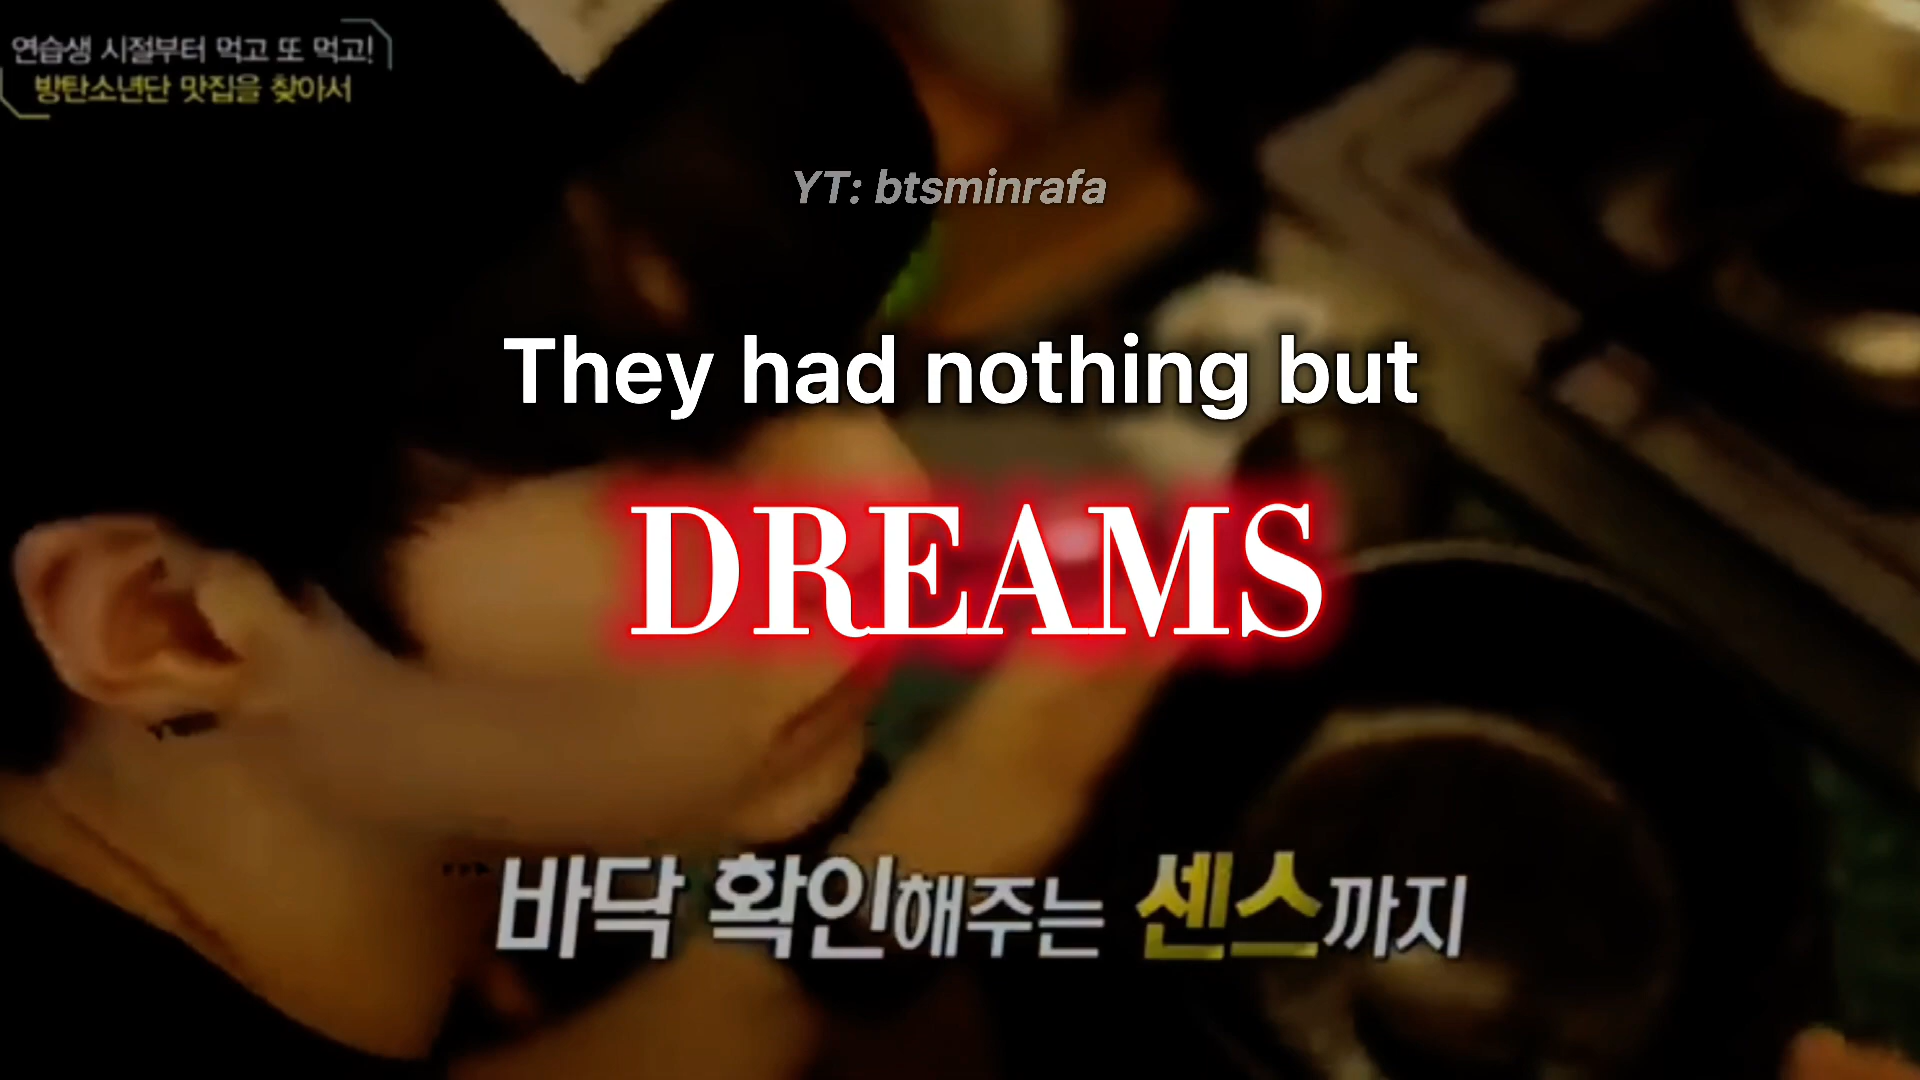 연습생 시절부터 먹고 또 먹고!
방탄소년단 맛집을 찾아서
YT: btsminrafa
They had nothing but
DREAMS
바닥 확인해주는 센스까지